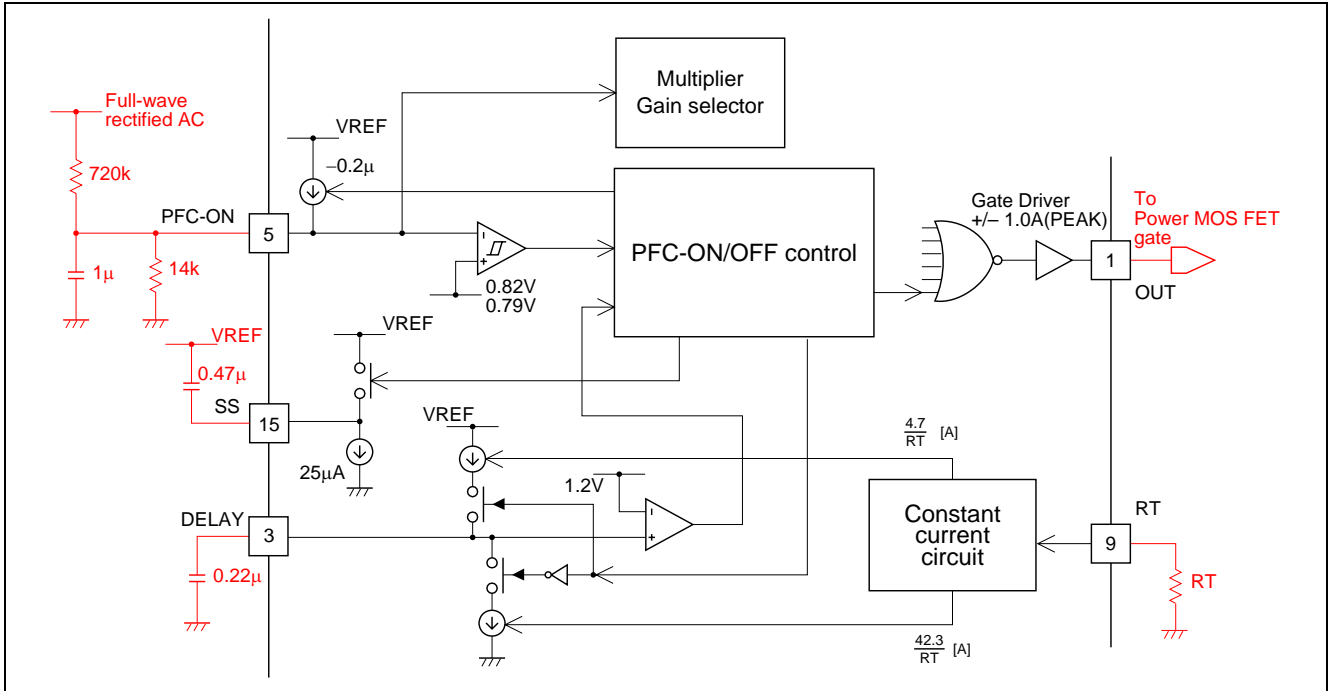 Multiplier
Gain selector
Full-wave
rectified AC
VREF
−0.2μ
720k
PFC-ON
5
1μ
14k
0.82V
0.79V
PFC-ON/OFF control
Gate Driver
+/− 1.0A(PEAK)
To
Power MOS FET
gate
1
OUT
VREF
0.47μ
SS
15
VREF
25μA
VREF
1.2V
4.7
RT [A]
DELAY
3
0.22μ
Constant
current
circuit
RT
9
RT
42.3
RT [A]